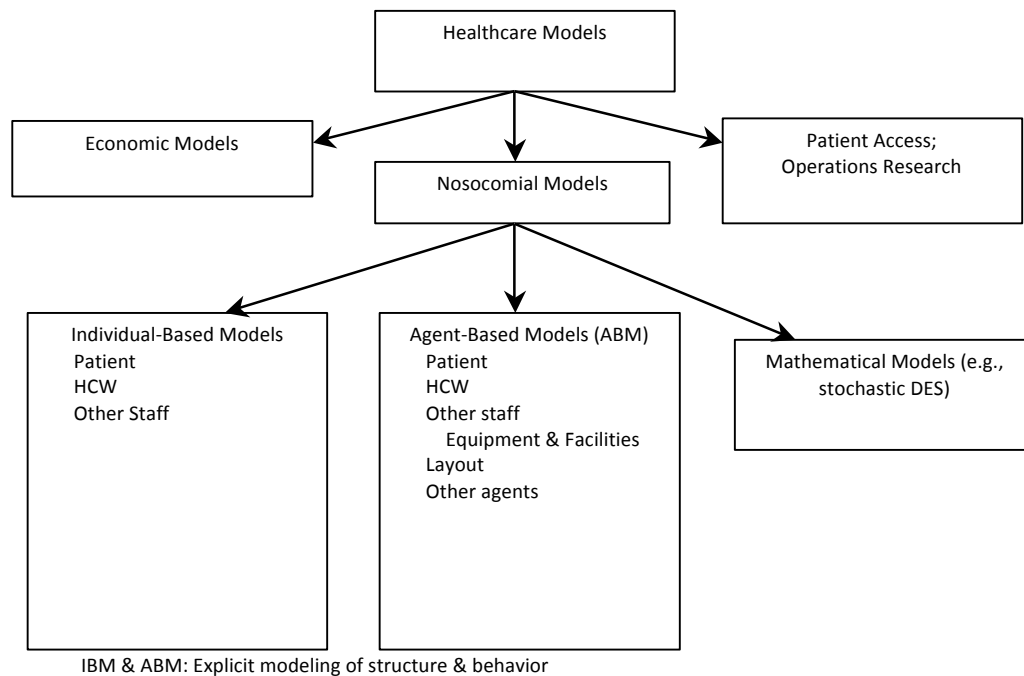 Healthcare Models
Economic Models
Patient Access;
Operations Research
Nosocomial Models
Individual-Based Models
Patient
HCW
Other Staff
Agent-Based Models (ABM)
Patient
HCW
Other staff
Equipment & Facilities
Layout
Other agents
Mathematical Models (e.g.,
stochastic DES)
IBM & ABM: Explicit modeling of structure & behavior